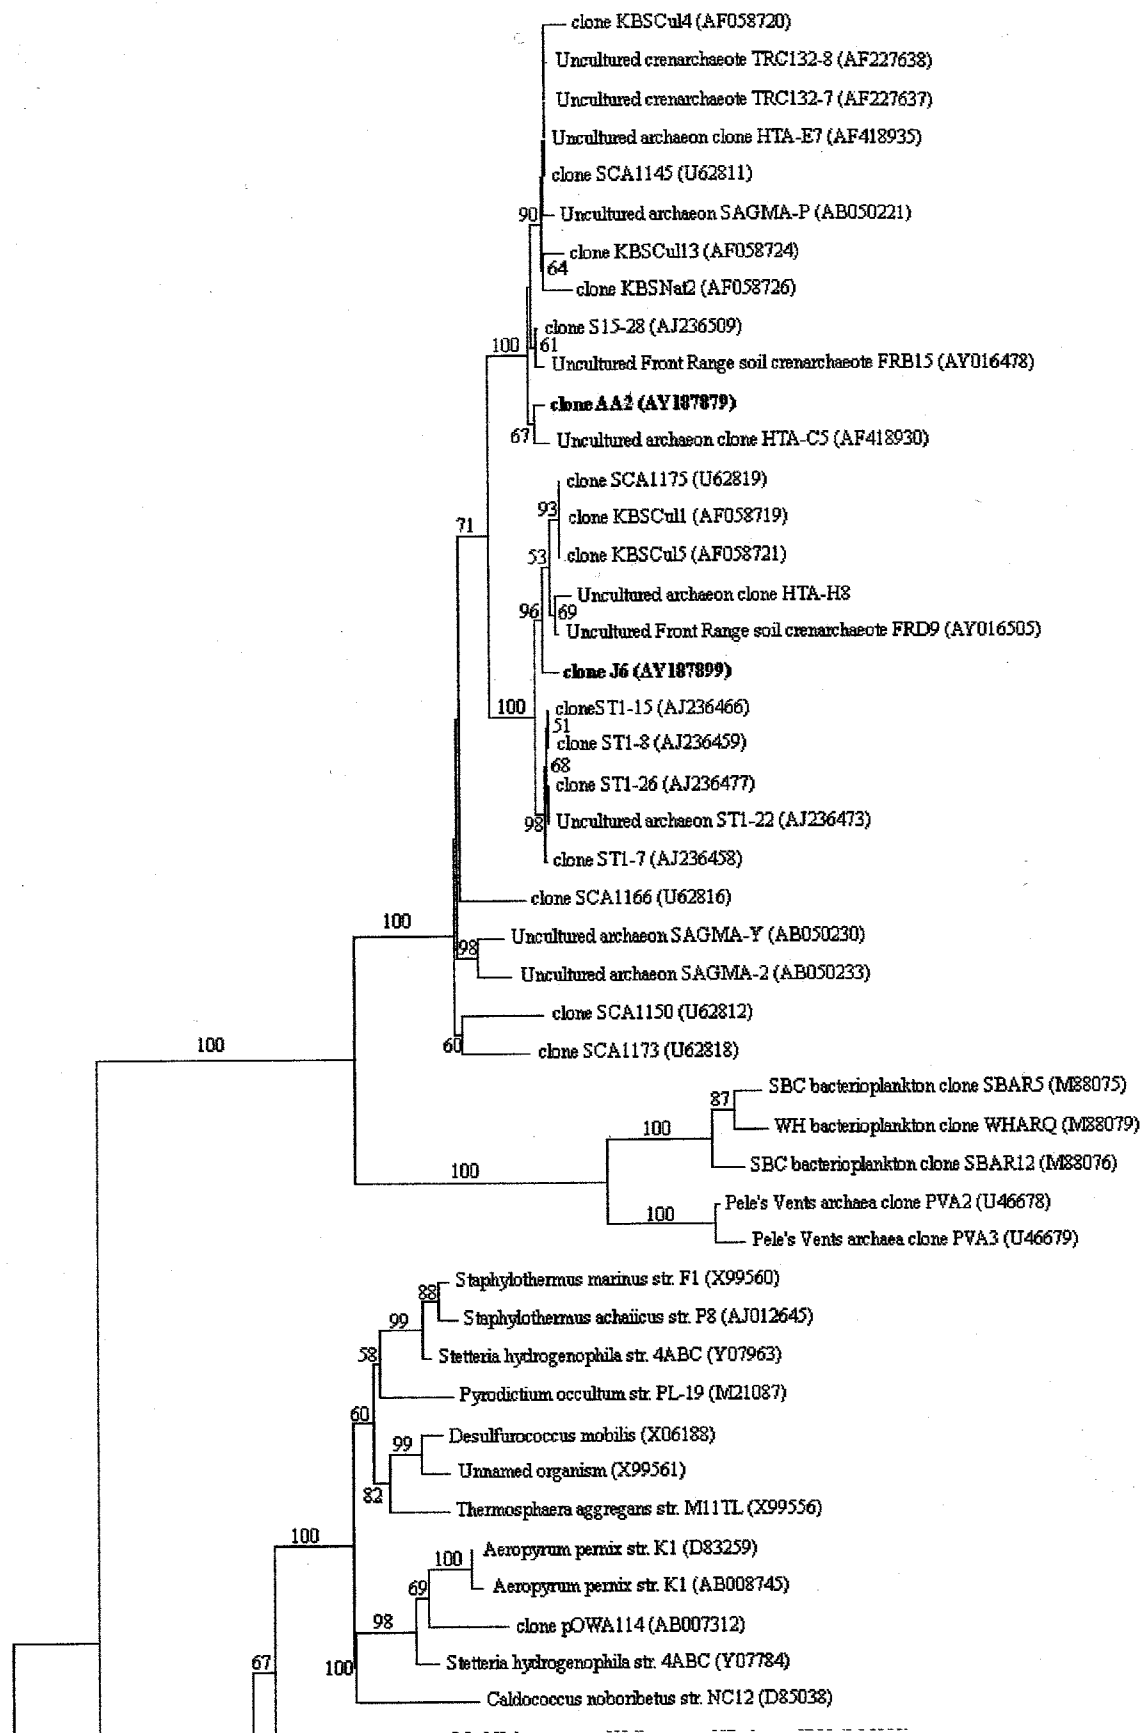 clone KBSCul4 (AF058720)
Uncultured crenarchaeote TRC132-8 (AF227638)
Uncultured crenarchaeote TRC132-7 (AF227637)
Uncultured archaeon clone HTA-E7 (AF418935)
clone SCA1145 (U62811)
90
Uncultured archaeon SAGMA-P (AB050221)
clone KBSCul13 (AF058724)
64
clone KBSNat2 (AF058726)
clone S15-28 (AJ236509)
100
61
Uncultured Front Range soil crenarchaeote FRB15 (AY016478)
clone AA2 (AY187879)
67
Uncultured archaeon clone HTA-C5 (AF418930)
clone SCA1175 (U62819)
93
clone KBSCul1 (AF058719)
71
53
clone KBSCul5 (AF058721)
Uncultured archaeon clone HTA-H8
96
69
Uncultured Front Range soil crenarchaeote FRD9 (AY016505)
clone J6 (AY187899)
100
cloneST1-15 (AJ236466)
51
clone ST1-8 (AJ236459)
68
clone ST1-26 (AJ236477)
98
Uncultured archaeon ST1-22 (AJ236473)
clone ST1-7 (AJ236458)
clone SCA1166 (U62816)
100
Uncultured archaeon SAGMA-Y (AB050230)
98
Uncultured archaeon SAGMA-2 (AB050233)
clone SCA1150 (U62812)
100
60
clone SCA1173 (U62818)
SBC bacterioplankton clone SBAR5 (M88075)
87
WH bacterioplankton clone WHARQ (M88079)
100
SBC bacterioplankton clone SBAR12 (M88076)
100
Pele's Vents archaea clone PVA2 (U46678)
100
Pele's Vents archaea clone PVA3 (U46679)
Staphylothermus marinus str. F1 (X99560)
88
Staphylothermus achaiicus str. P8 (AJ012645)
99
58
Stetteria hydrogenophila str. 4ABC (Y07963)
Pyrodictium occultum str. PL-19 (M21087)
60
Desulfurococcus mobilis (X06188)
99
Unnamed organism (X99561)
82
Thermosphaera aggregans str. M11TL (X99556)
100
Aeropyrum pernix str. K1 (D83259)
100
Aeropyrum pernix str. K1 (AB008745)
69
clone pOWA114 (AB007312)
98
67
100
Stetteria hydrogenophila str. 4ABC (Y07784)
Caldococcus noboribetus str. NC12 (D85038)